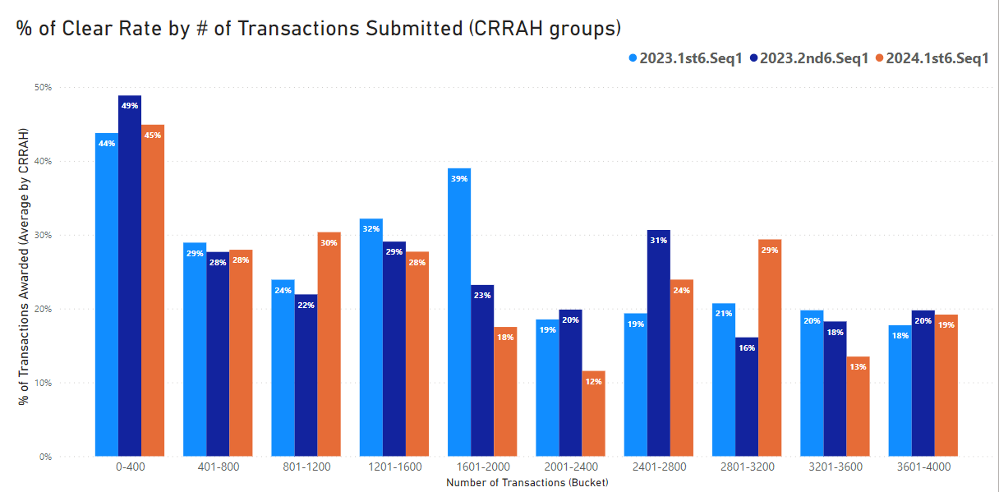 % of Clear Rate by # of Transactions Submitted (CRRAH groups)
2023.1st6.Seq1 2023.2nd6.Seq1 2024.1st6.Seq1
% of Transactions Awarded (Average by CRRAH)
50%
40%
30%
20%
10%
0%
44% 49% 45%
29% 28% 28%
24% 22% 30%
32% 29% 28%
39% 23% 18%
19% 20% 12%
19% 31% 24%
21% 16% 29%
20% 18% 13%
18% 20% 19%
0-400 401-800 801-1200 1201-1600 1601-2000 2001-2400 2401-2800 2801-3200 3201-3600 3601-4000
Number of Transactions (Bucket)